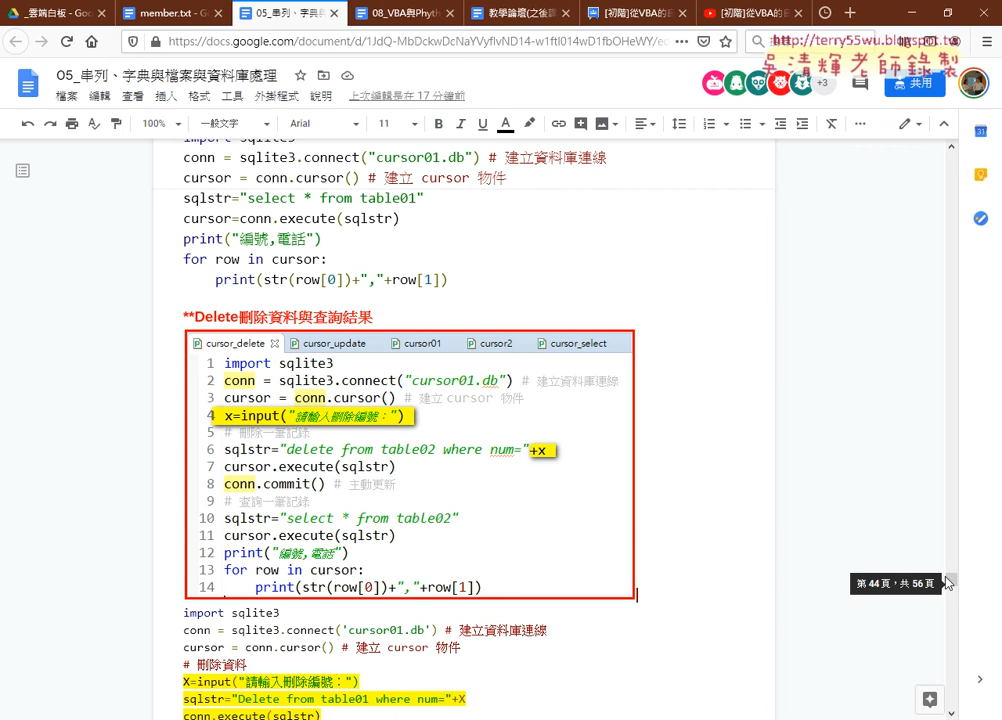 _雲端白板 - Go
member.txt - G
05_串列、字典與
08_VBA與Phyth
教學論壇(之後課
[初階]從VBA的E
[初階]從VBA的E
https://docs.google.com/document/d/1JdQ-MbDckwDcNaYVyflvND14-w1ftI014wD1fbOHeWY/ec
http://terry55wu.blogspot.tw
吳清輝老師錄製
05_串列、字典與檔案與資料庫處理
檔案 編輯 查看 插入 格式 工具 外掛程式 說明 上次編輯是在 17 分鐘前
+3
共用
100% 一般文字 Arial 11 B I U A
import sqlite3
conn = sqlite3.connect("cursor01.db") # 建立資料庫連線
cursor = conn.cursor() # 建立 cursor 物件
sqlstr="select * from table01"
cursor=conn.execute(sqlstr)
print("編號,電話")
for row in cursor:
print(str(row[0])+","+row[1])
**Delete刪除資料與查詢結果
cursor_delete cursor_update cursor01 cursor2 cursor_select
1 import sqlite3
2 conn = sqlite3.connect("cursor01.db") # 建立資料庫連線
3 cursor = conn.cursor() # 建立 cursor 物件
4 x=input("請輸入刪除編號：")
5 # 刪除一筆記錄
6 sqlstr="delete from table02 where num="+x
7 cursor.execute(sqlstr)
8 conn.commit() # 主動更新
9 # 查詢一筆記錄
10 sqlstr="select * from table02"
11 cursor.execute(sqlstr)
12 print("編號,電話")
13 for row in cursor:
14 print(str(row[0])+","+row[1])
第 44 頁，共 56 頁
import sqlite3
conn = sqlite3.connect('cursor01.db') # 建立資料庫連線
cursor = conn.cursor() # 建立 cursor 物件
# 刪除資料
X=input("請輸入刪除編號：")
sqlstr="Delete from table01 where num="+X
conn.execute(sqlstr)